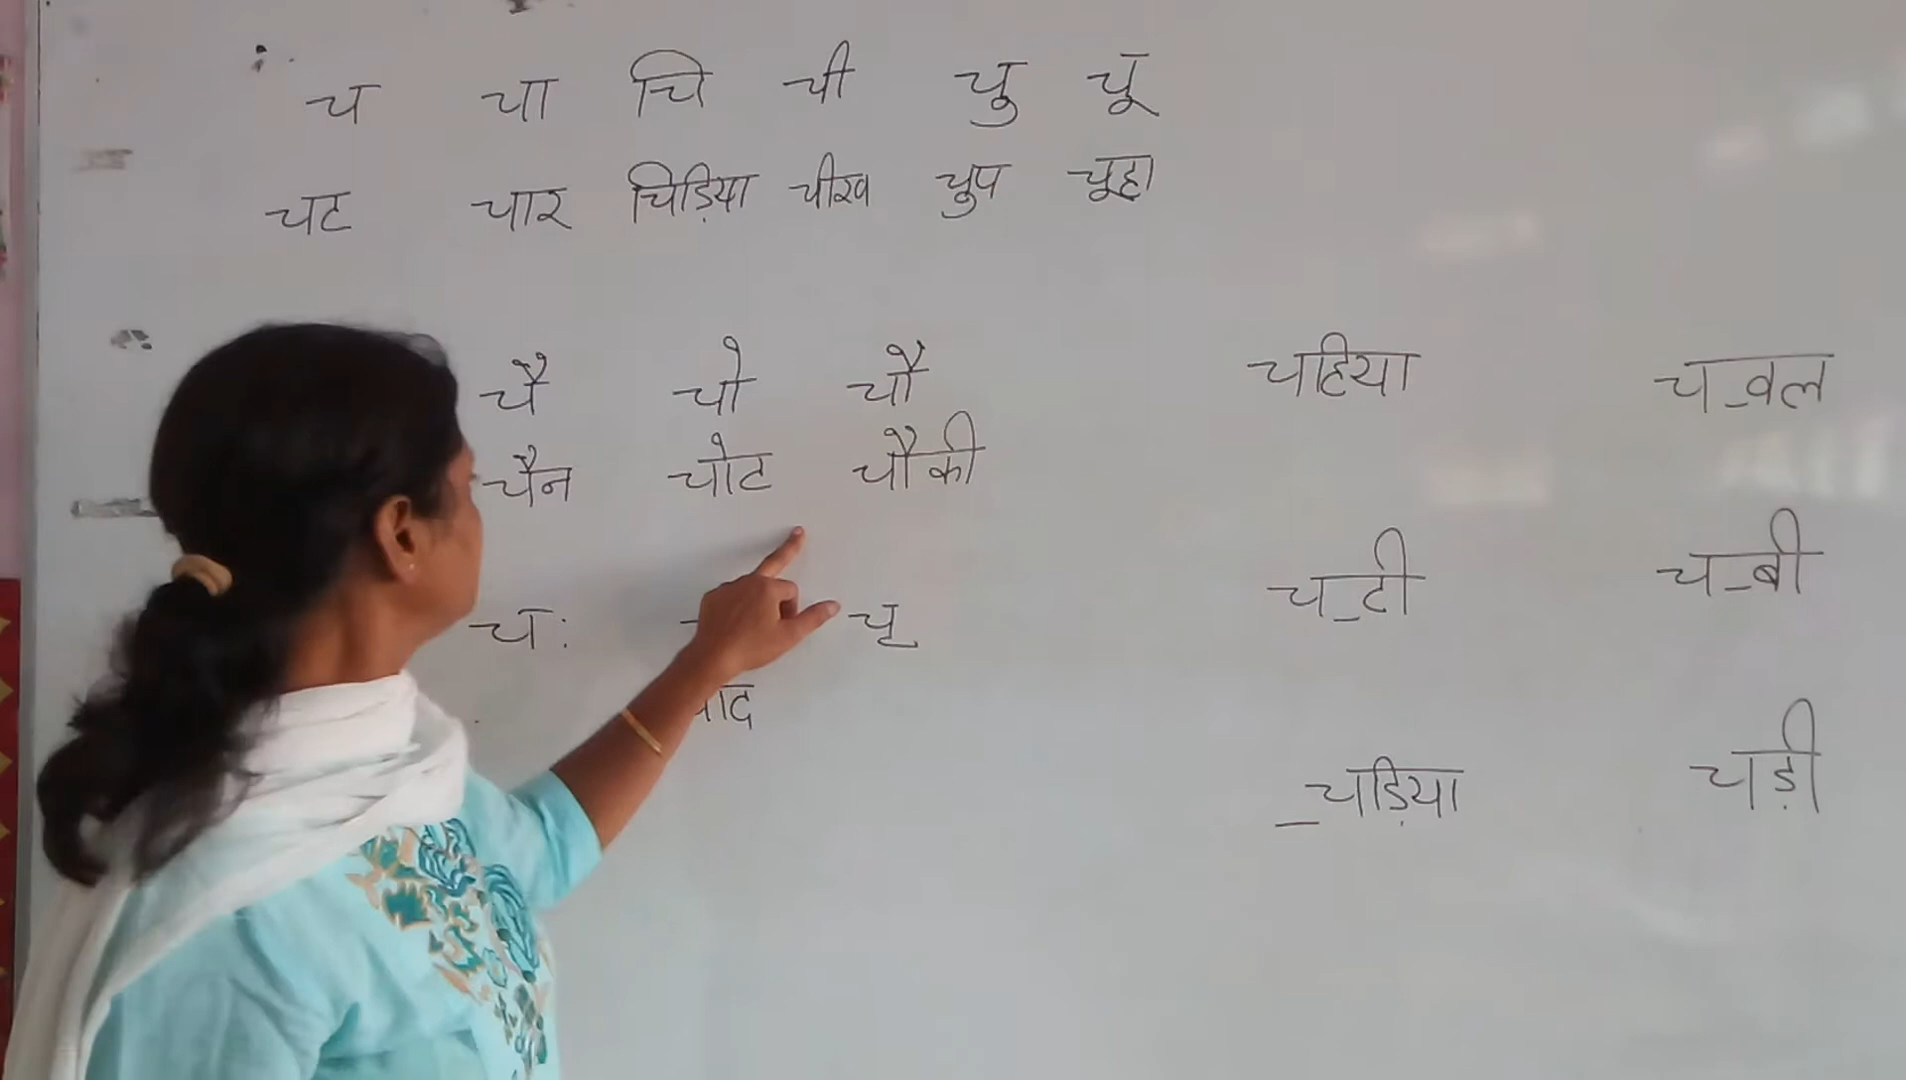 च चा चि ची चु चू
चट चार चिड़िया चीख चुप चूहा
चै चो चौ
चैन चोट चौकी
चः चृ
चहिया च_वल
च_टी च_बी
_चड़िया चड़ी